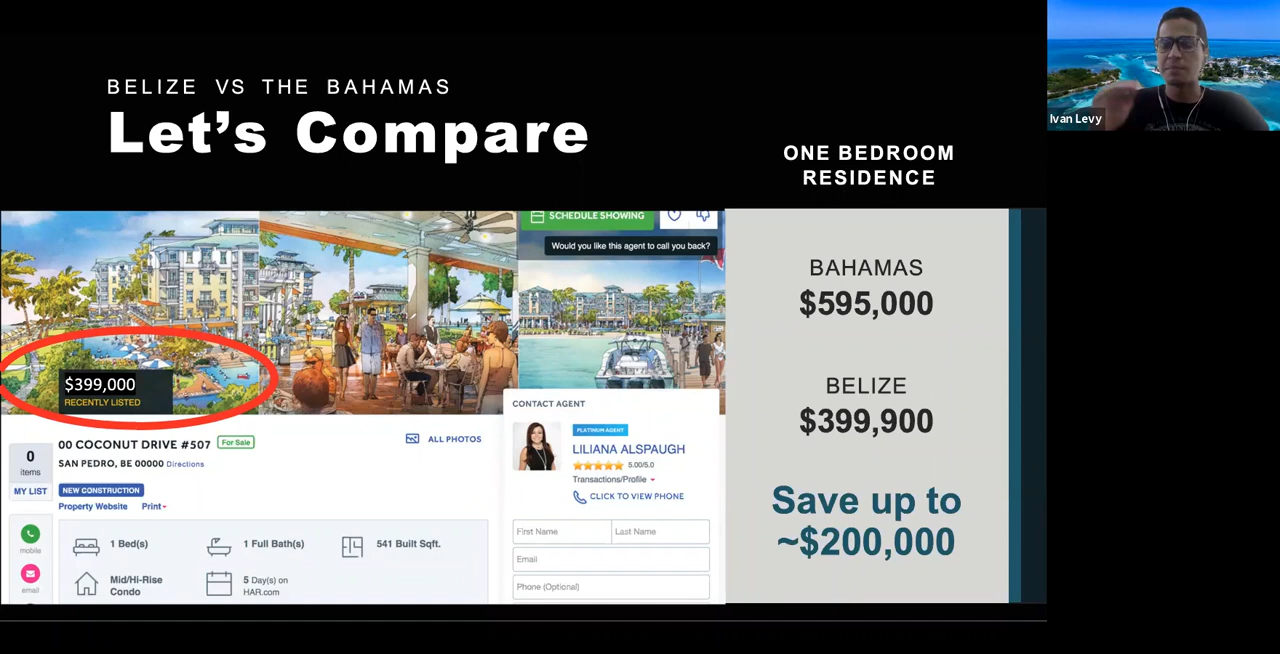 BELIZE VS THE BAHAMAS
Let's Compare
Ivan Levy
ONE BEDROOM
RESIDENCE
SCHEDULE SHOWING
Would you like this agent to call you back?
$399,000
RECENTLY LISTED
0
items
MY LIST
mobile
email
00 COCONUT DRIVE #507 For Sale
SAN PEDRO, BE 00000 Directions
ALL PHOTOS
NEW CONSTRUCTION
Property Website Print
1 Bed(s)
1 Full Bath(s)
541 Built Sqft.
Mid/Hi-Rise
Condo
5 Day(s) on
HAR.com
CONTACT AGENT
PLATINUM AGENT
LILIANA ALSPAUGH
5.00/5.0
Transactions/Profile
CLICK TO VIEW PHONE
First Name
Last Name
Email
Phone (Optional)
BAHAMAS
$595,000
BELIZE
$399,900
Save up to
~$200,000